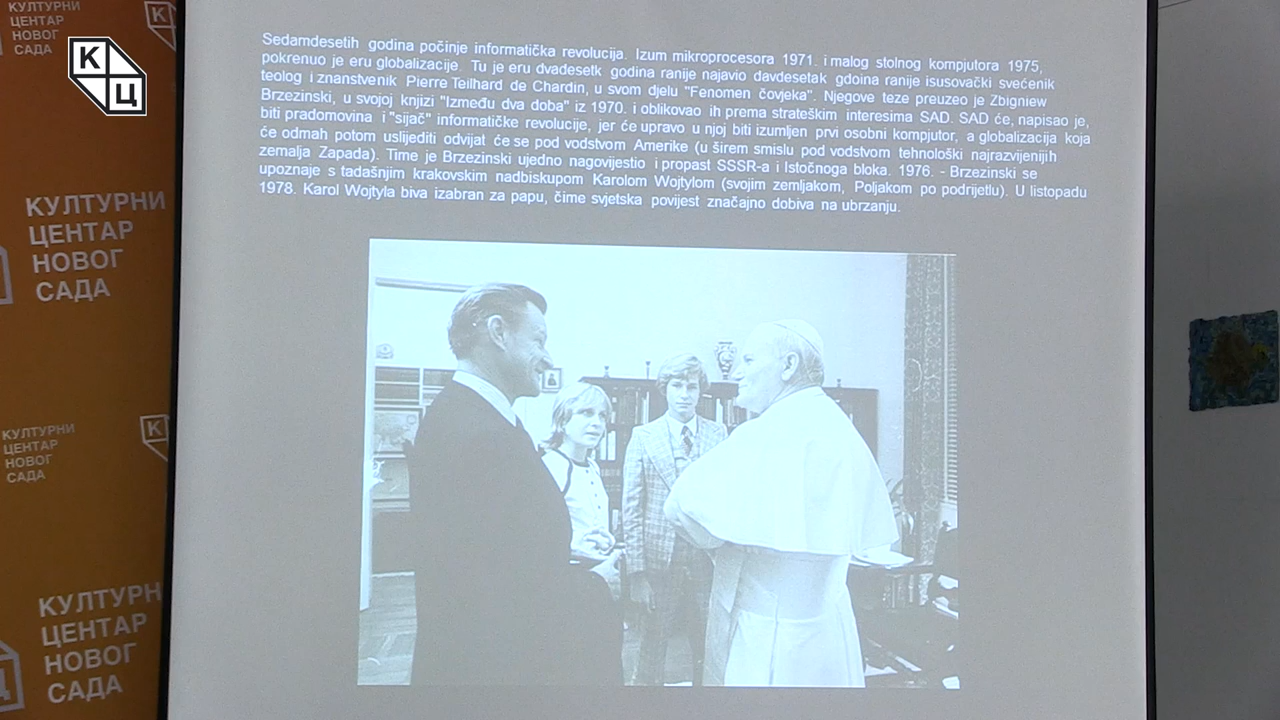 КУЛТУРНИ
ЦЕНТАР
НОВОГ
САДА
К
Ц
Sedamdesetih godina počinje informatička revolucija. Izum mikroprocesora 1971. i malog stolnog kompjutora 1975,
pokrenuo je eru globalizacije. Tu je eru dvadesetk godina ranije najavio davdesetak gdoina ranije isusovački svećenik
teolog i znanstvenik Pierre Teilhard de Chardin, u svom djelu "Fenomen čovjeka". Njegove teze preuzeo je Zbigniew
Brzezinski, u svojoj knjizi "Između dva doba" iz 1970. i oblikovao ih prema strateškim interesima SAD. SAD će, napisao je,
biti pradomovina i "sijač" informatičke revolucije, jer će upravo u njoj biti izumljen prvi osobni kompjutor, a globalizacija koja
će odmah potom uslijediti odvijat će se pod vodstvom Amerike (u širem smislu pod vodstvom tehnološki najrazvijenijih
zemalja Zapada). Time je Brzezinski ujedno nagovijestio i propast SSSR-a i Istočnoga bloka. 1976. - Brzezinski se
upoznaje s tadašnjim krakovskim nadbiskupom Karolom Wojtylom (svojim zemljakom, Poljakom po podrijetlu). U listopadu
1978. Karol Wojtyla biva izabran za papu, čime svjetska povijest značajno dobiva na ubrzanju.
КУЛТУРНИ
ЦЕНТАР
НОВОГ
САДА
КУЛТУРНИ
ЦЕНТАР
НОВОГ
САДА
К
КУЛТУРН
ЦЕНТАР
НОВОГ
САДА